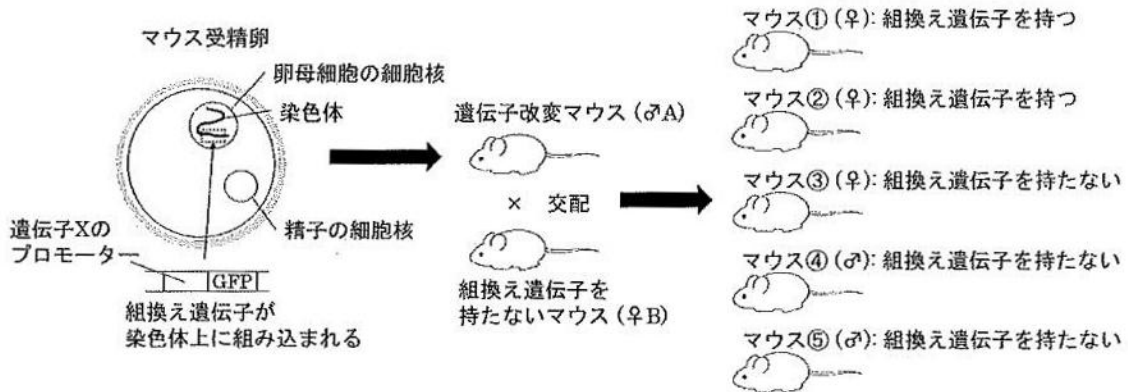 マウス受精卵
卵母細胞の細胞核
染色体
精子の細胞核
遺伝子Xの
プロモーター
GFP
組換え遺伝子が
染色体上に組み込まれる
遺伝子改変マウス(♂A)
× 交配
組換え遺伝子を
持たないマウス(♀B)
マウス①(♀): 組換え遺伝子を持つ
マウス②(♀): 組換え遺伝子を持つ
マウス③(♀): 組換え遺伝子を持たない
マウス④(♂): 組換え遺伝子を持たない
マウス⑤(♂): 組換え遺伝子を持たない